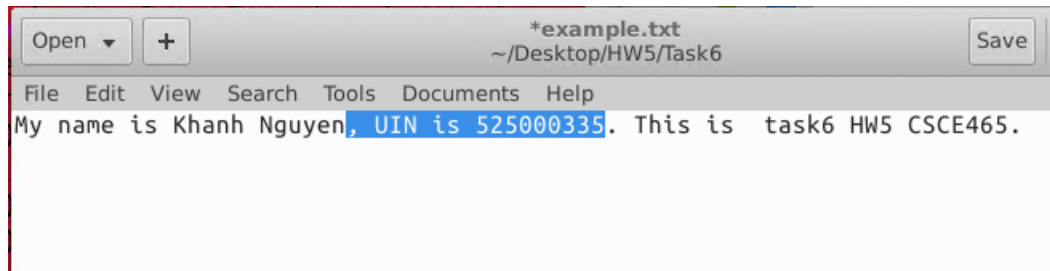 Open
+
*example.txt
~/Desktop/HW5/Task6
Save
File Edit View Search Tools Documents Help
My name is Khanh Nguyen, UIN is 525000335. This is  task6 HW5 CSCE465.